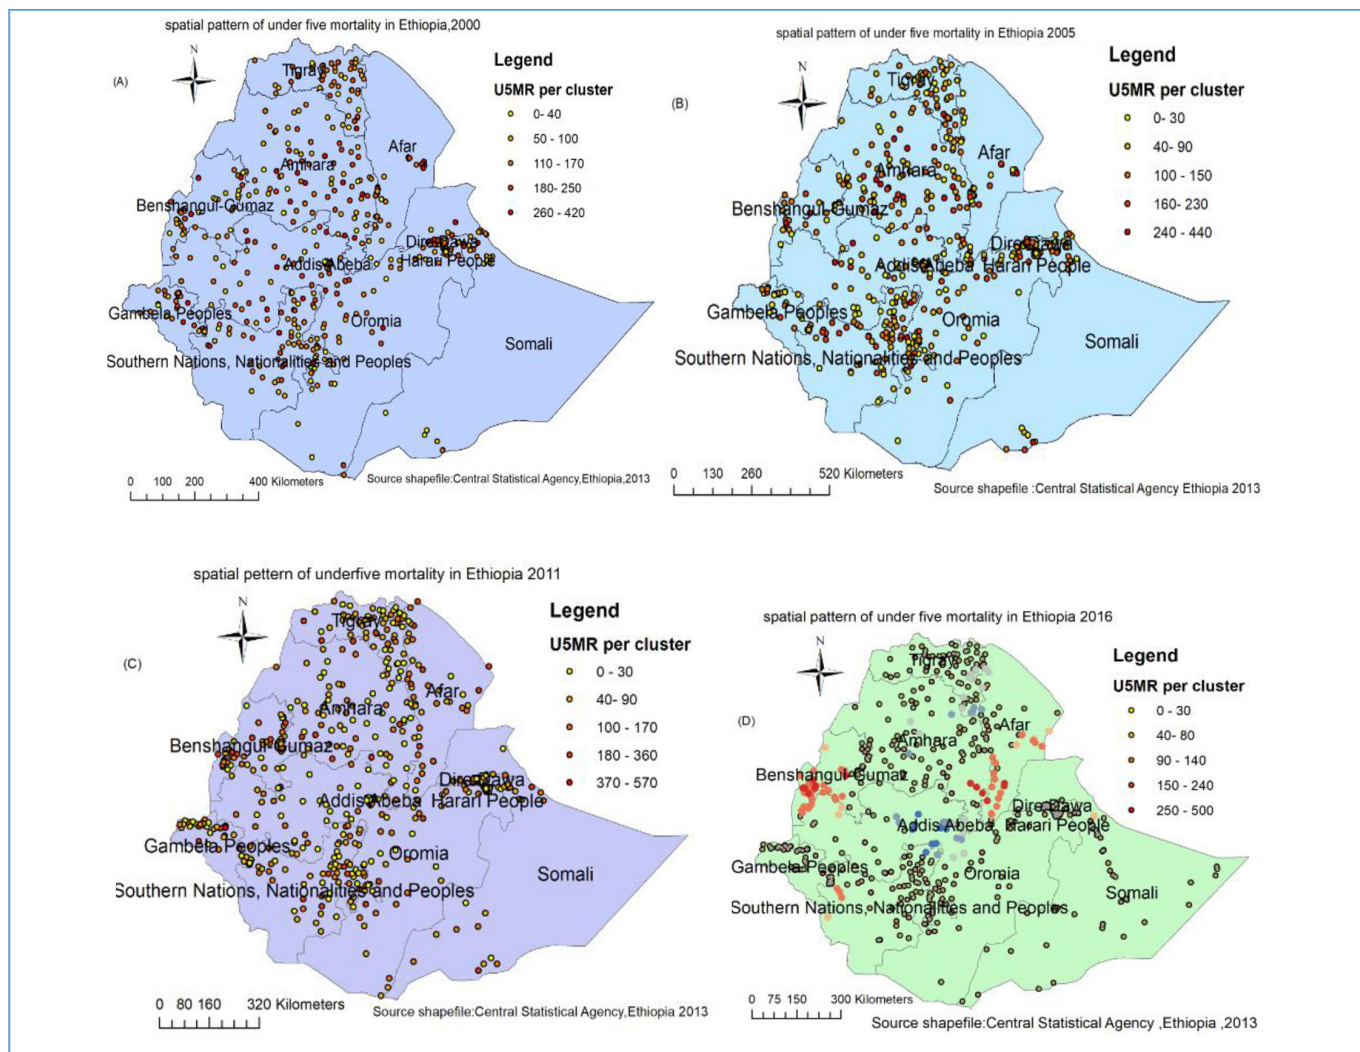 spatial pattern of under five mortality in Ethiopia,2000
N
(A)
Legend
U5MR per cluster
0- 40
50 - 100
110 - 170
180- 250
260 - 420
Tigray
Afar
Amhara
Benshangul-Gumaz
Dire Dawa
Addis Abeba
Harari People
Gambela Peoples
Oromia
Somali
Southern Nations, Nationalities and Peoples
0 100 200 400 Kilometers
Source shapefile:Central Statistical Agency,Ethiopia,2013
spatial pattern of under five mortality in Ethiopia 2005
N
(B)
Legend
U5MR per cluster
0- 30
40- 90
100 - 150
160- 230
240 - 440
Tigray
Afar
Amhara
Benshangul-Gumaz
Dire Dawa
Addis Abeba Harari People
Gambela Peoples
Oromia
Somali
Southern Nations, Nationalities and Peoples
0 130 260 520 Kilometers
Source shapefile :Central Statistical Agency Ethiopia 2013
spatial pettern of underfive mortality in Ethiopia 2011
N
(C)
Legend
U5MR per cluster
0 - 30
40- 90
100 - 170
180 - 360
370 - 570
Tigray
Afar
Amhara
Benshangul-Gumaz
Dire Dawa
Addis Abeba Harari People
Gambela Peoples
Oromia
Somali
Southern Nations, Nationalities and Peoples
0 80 160 320 Kilometers
Source shapefile:Central Statistical Agency,Ethiopia 2013
spatial pattern of under five mortality in Ethiopia 2016
N
(D)
Legend
U5MR per cluster
0 - 30
40- 80
90 - 140
150 - 240
250 - 500
Tigray
Afar
Amhara
Benshangul-Gumaz
Dire Dawa
Addis Abeba Harari People
Gambela Peoples
Oromia
Somali
Southern Nations, Nationalities and Peoples
0 75 150 300 Kilometers
Source shapefile:Central Statistical Agency ,Ethiopia ,2013